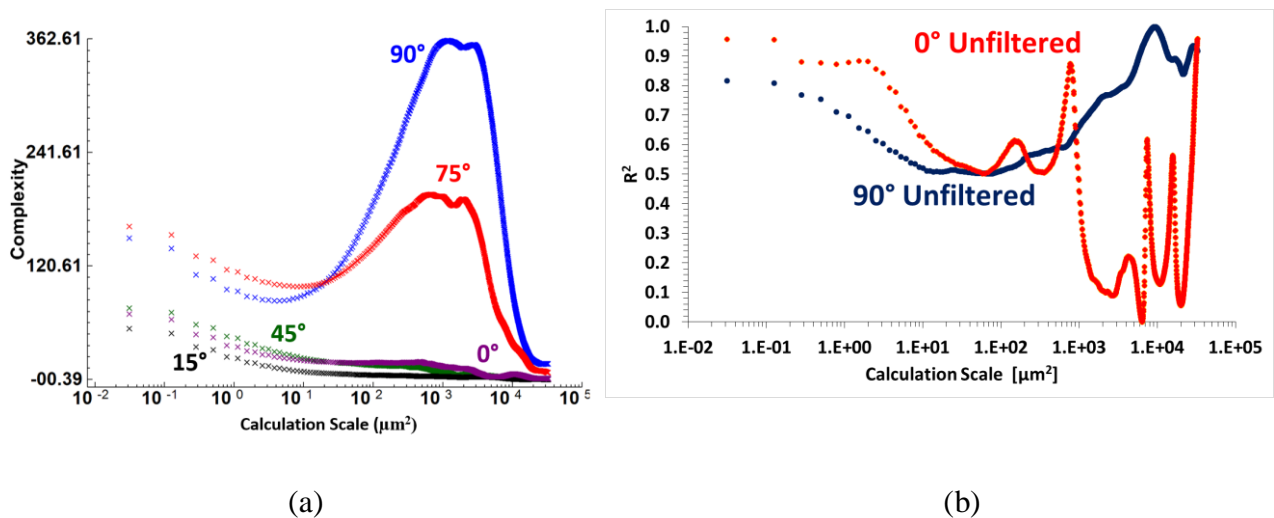 362.61
241.61
120.61
-00.39
Complexity
90°
75°
45°
15°
0°
10 -2
10 -1
10 0
10 1
10 2
10 3
10 4
10 5
Calculation Scale (μm²)
(a)
1.0
0.9
0.8
0.7
0.6
0.5
0.4
0.3
0.2
0.1
0.0
R²
0° Unfiltered
90° Unfiltered
1.E-02
1.E-01
1.E+00
1.E+01
1.E+02
1.E+03
1.E+04
1.E+05
Calculation Scale [μm²]
(b)